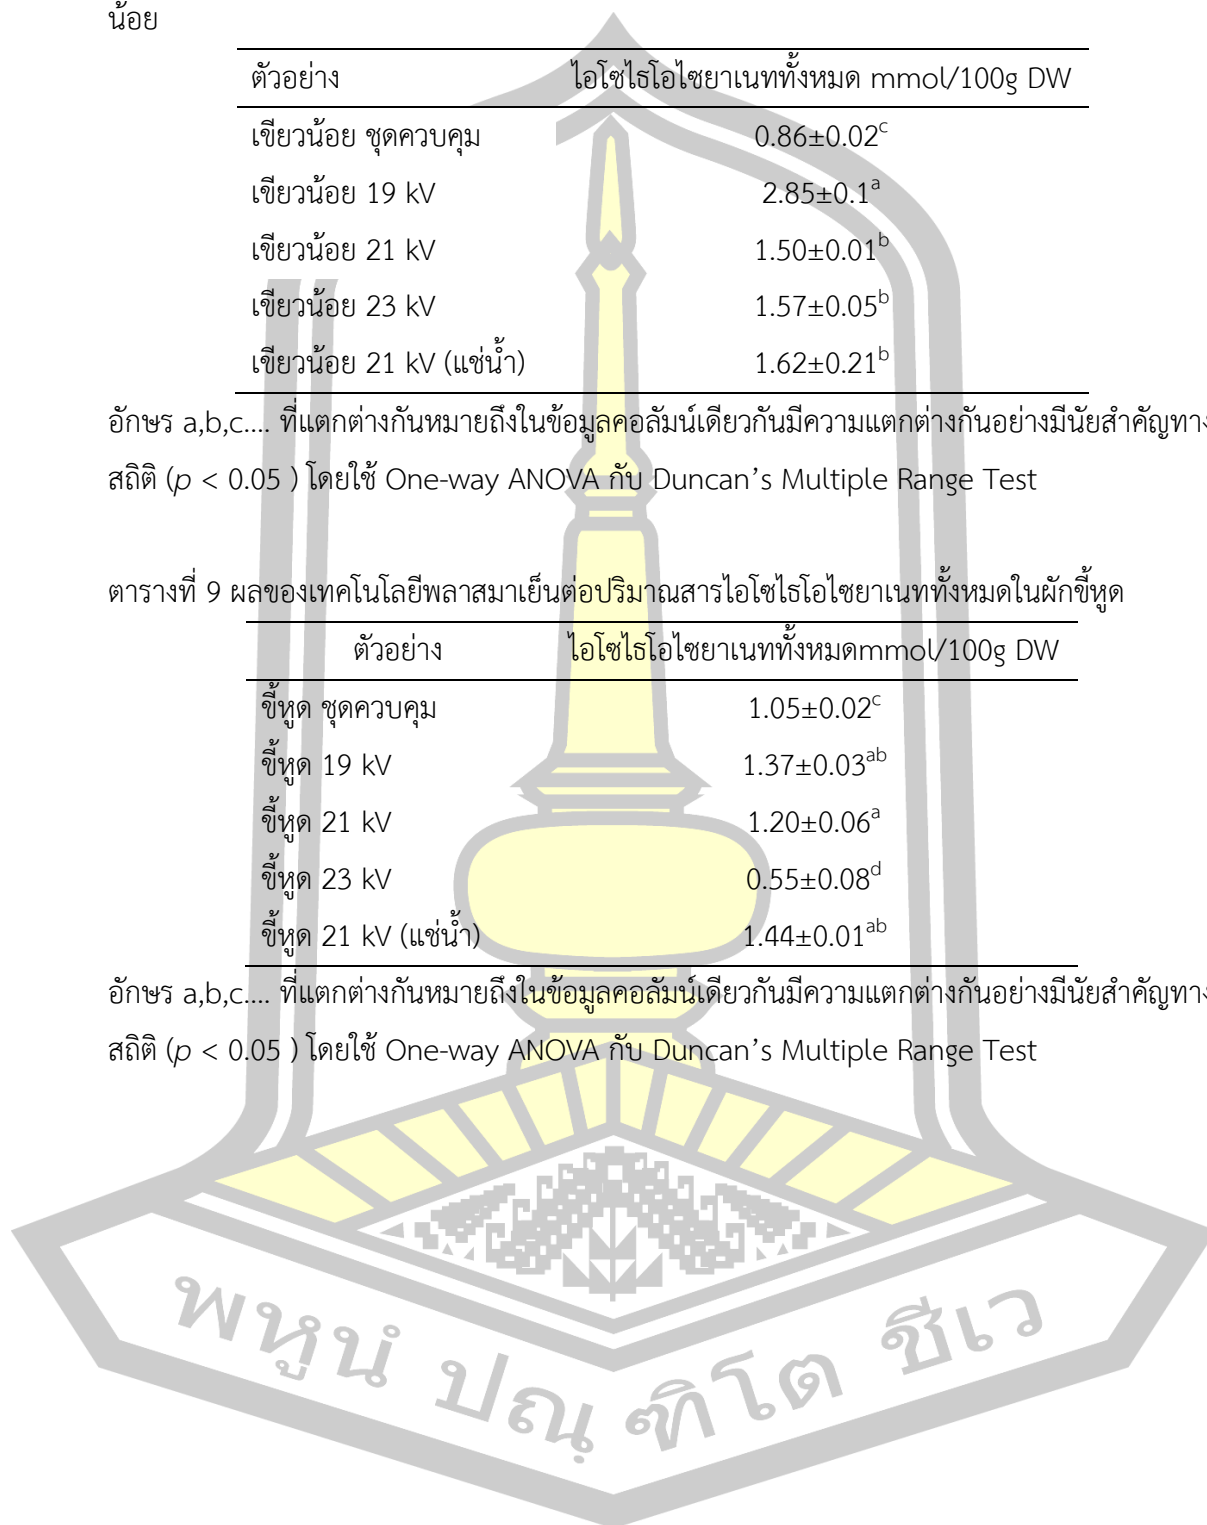 น้อย
ตัวอย่าง ไอโซไธโอไซยาเนททั้งหมด mmol/100g DW
เขียวน้อย ชุดควบคุม 0.86±0.02ᶜ
เขียวน้อย 19 kV 2.85±0.1ᵃ
เขียวน้อย 21 kV 1.50±0.01ᵇ
เขียวน้อย 23 kV 1.57±0.05ᵇ
เขียวน้อย 21 kV (แช่น้ำ) 1.62±0.21ᵇ
อักษร a,b,c.... ที่แตกต่างกันหมายถึงในข้อมูลคอลัมน์เดียวกันมีความแตกต่างกันอย่างมีนัยสำคัญทาง
สถิติ (p < 0.05 ) โดยใช้ One-way ANOVA กับ Duncan’s Multiple Range Test
ตารางที่ 9 ผลของเทคโนโลยีพลาสมาเย็นต่อปริมาณสารไอโซไธโอไซยาเนททั้งหมดในผักขี้หูด
ตัวอย่าง ไอโซไธโอไซยาเนททั้งหมดmmol/100g DW
ขี้หูด ชุดควบคุม 1.05±0.02ᶜ
ขี้หูด 19 kV 1.37±0.03ᵃᵇ
ขี้หูด 21 kV 1.20±0.06ᵃ
ขี้หูด 23 kV 0.55±0.08ᵈ
ขี้หูด 21 kV (แช่น้ำ) 1.44±0.01ᵃᵇ
อักษร a,b,c.... ที่แตกต่างกันหมายถึงในข้อมูลคอลัมน์เดียวกันมีความแตกต่างกันอย่างมีนัยสำคัญทาง
สถิติ (p < 0.05 ) โดยใช้ One-way ANOVA กับ Duncan’s Multiple Range Test
พหูนํ ปณฺฑิโต ชีเว